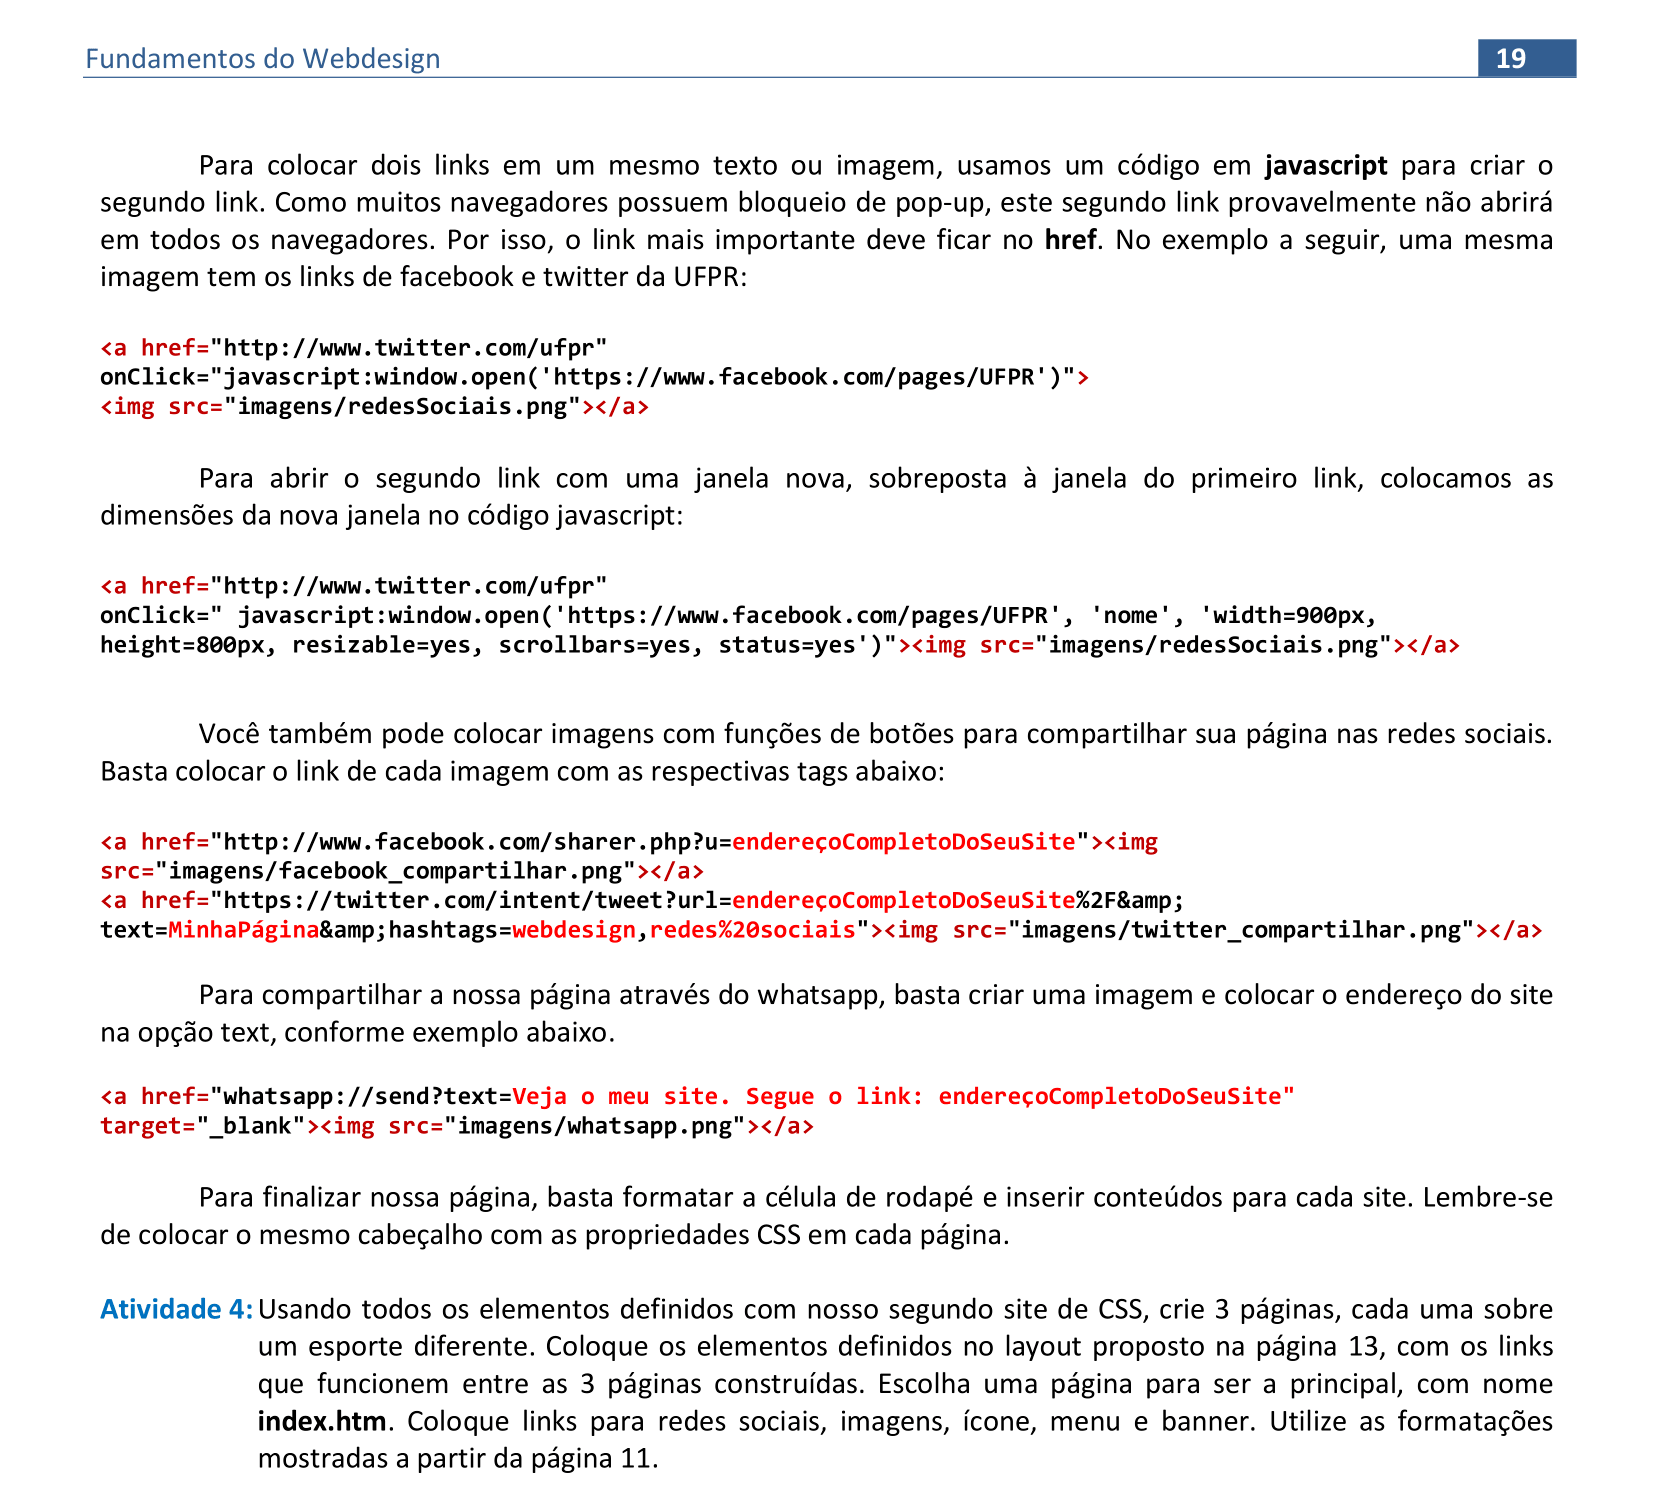 Fundamentos do Webdesign 19
Para colocar dois links em um mesmo texto ou imagem, usamos um código em javascript para criar o
segundo link. Como muitos navegadores possuem bloqueio de pop-up, este segundo link provavelmente não abrirá
em todos os navegadores. Por isso, o link mais importante deve ficar no href. No exemplo a seguir, uma mesma
imagem tem os links de facebook e twitter da UFPR:
<a href="http://www.twitter.com/ufpr"
onClick="javascript:window.open('https://www.facebook.com/pages/UFPR')">
<img src="imagens/redesSociais.png"></a>
Para abrir o segundo link com uma janela nova, sobreposta à janela do primeiro link, colocamos as
dimensões da nova janela no código javascript:
<a href="http://www.twitter.com/ufpr"
onClick=" javascript:window.open('https://www.facebook.com/pages/UFPR', 'nome', 'width=900px,
height=800px, resizable=yes, scrollbars=yes, status=yes')"><img src="imagens/redesSociais.png"></a>
Você também pode colocar imagens com funções de botões para compartilhar sua página nas redes sociais.
Basta colocar o link de cada imagem com as respectivas tags abaixo:
<a href="http://www.facebook.com/sharer.php?u=endereçoCompletoDoSeuSite"><img
src="imagens/facebook_compartilhar.png"></a>
<a href="https://twitter.com/intent/tweet?url=endereçoCompletoDoSeuSite%2F&amp;
text=MinhaPágina&amp;hashtags=webdesign,redes%20sociais"><img src="imagens/twitter_compartilhar.png"></a>
Para compartilhar a nossa página através do whatsapp, basta criar uma imagem e colocar o endereço do site
na opção text, conforme exemplo abaixo.
<a href="whatsapp://send?text=Veja o meu site. Segue o link: endereçoCompletoDoSeuSite"
target="_blank"><img src="imagens/whatsapp.png"></a>
Para finalizar nossa página, basta formatar a célula de rodapé e inserir conteúdos para cada site. Lembre-se
de colocar o mesmo cabeçalho com as propriedades CSS em cada página.
Atividade 4: Usando todos os elementos definidos com nosso segundo site de CSS, crie 3 páginas, cada uma sobre
um esporte diferente. Coloque os elementos definidos no layout proposto na página 13, com os links
que funcionem entre as 3 páginas construídas. Escolha uma página para ser a principal, com nome
index.htm. Coloque links para redes sociais, imagens, ícone, menu e banner. Utilize as formatações
mostradas a partir da página 11.